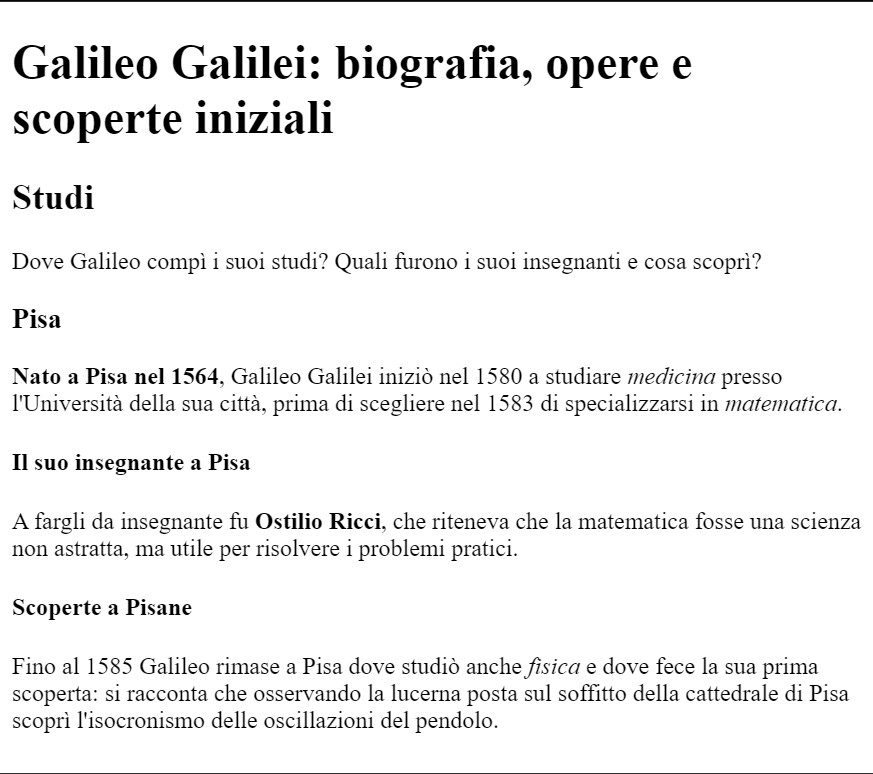 Galileo Galilei: biografia, opere e
scoperte iniziali
Studi
Dove Galileo compì i suoi studi? Quali furono i suoi insegnanti e cosa scoprì?
Pisa
Nato a Pisa nel 1564, Galileo Galilei iniziò nel 1580 a studiare medicina presso
l'Università della sua città, prima di scegliere nel 1583 di specializzarsi in matematica.
Il suo insegnante a Pisa
A fargli da insegnante fu Ostilio Ricci, che riteneva che la matematica fosse una scienza
non astratta, ma utile per risolvere i problemi pratici.
Scoperte a Pisane
Fino al 1585 Galileo rimase a Pisa dove studiò anche fisica e dove fece la sua prima
scoperta: si racconta che osservando la lucerna posta sul soffitto della cattedrale di Pisa
scoprì l'isocronismo delle oscillazioni del pendolo.